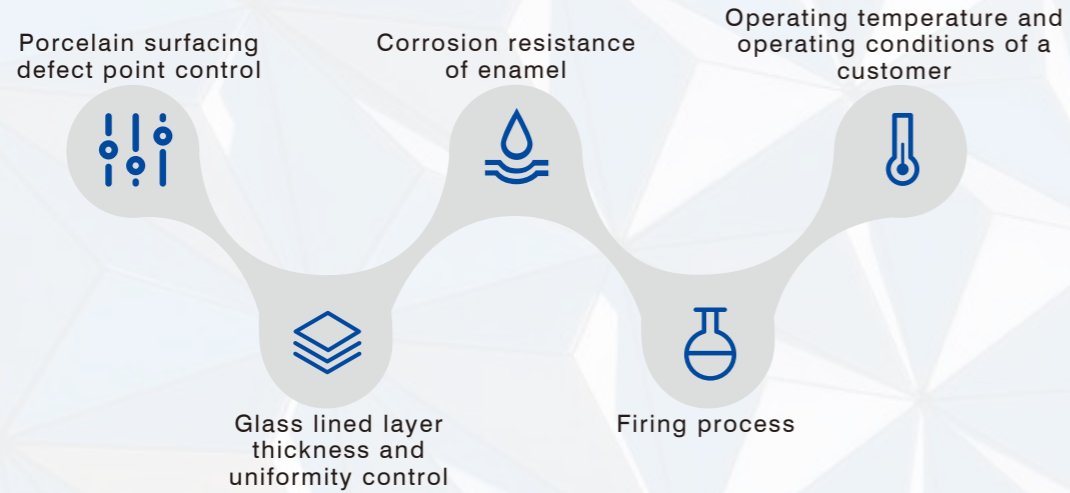 Porcelain surfacing
defect point control
Glass lined layer
thickness and
uniformity control
Corrosion resistance
of enamel
Firing process
Operating temperature and
operating conditions of a
customer